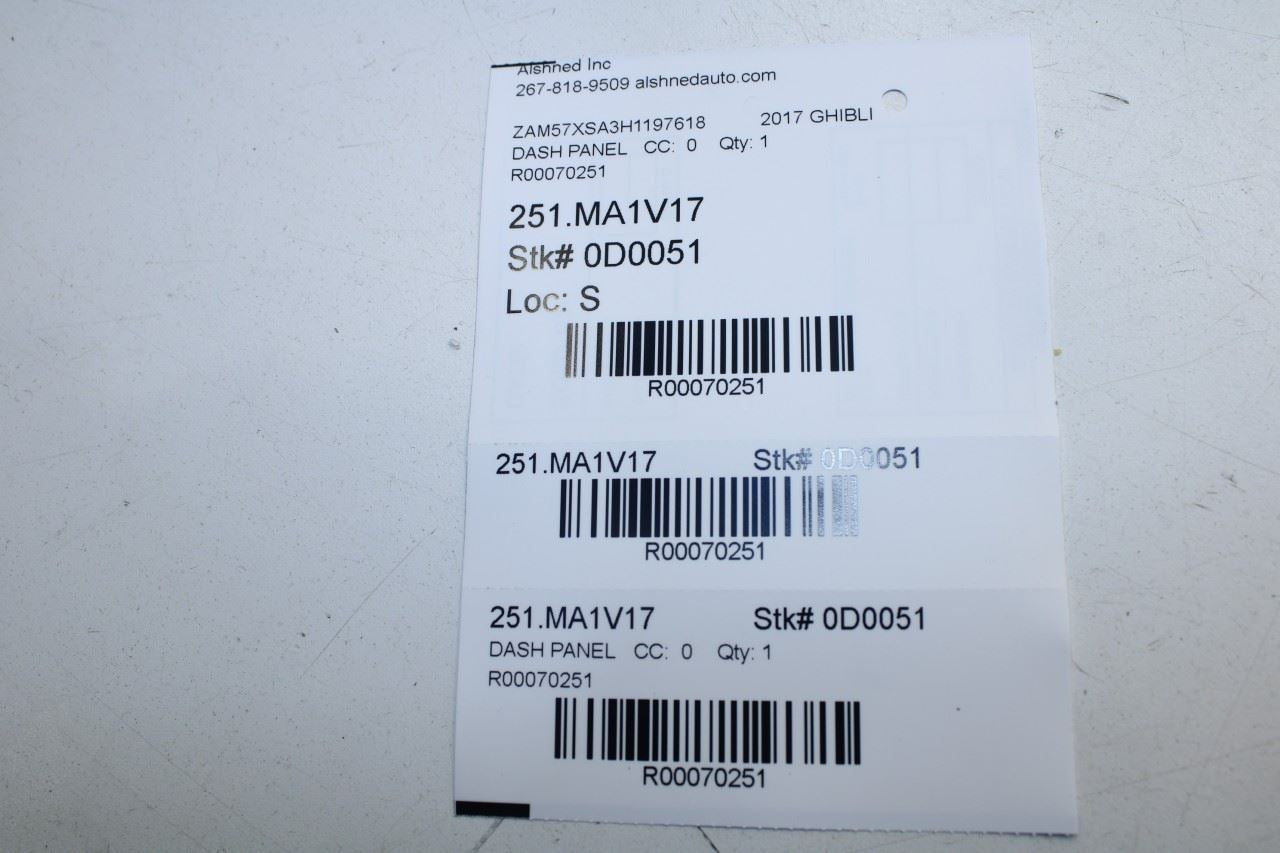 Alshned Inc
267-818-9509 alshnedauto.com
ZAM57XSA3H1197618 2017 GHIBLI
DASH PANEL CC: 0 Qty: 1
R00070251
251.MA1V17
Stk# 0D0051
Loc: S
R00070251
251.MA1V17 Stk# 0D0051
R00070251
251.MA1V17 Stk# 0D0051
DASH PANEL CC: 0 Qty: 1
R00070251
R00070251